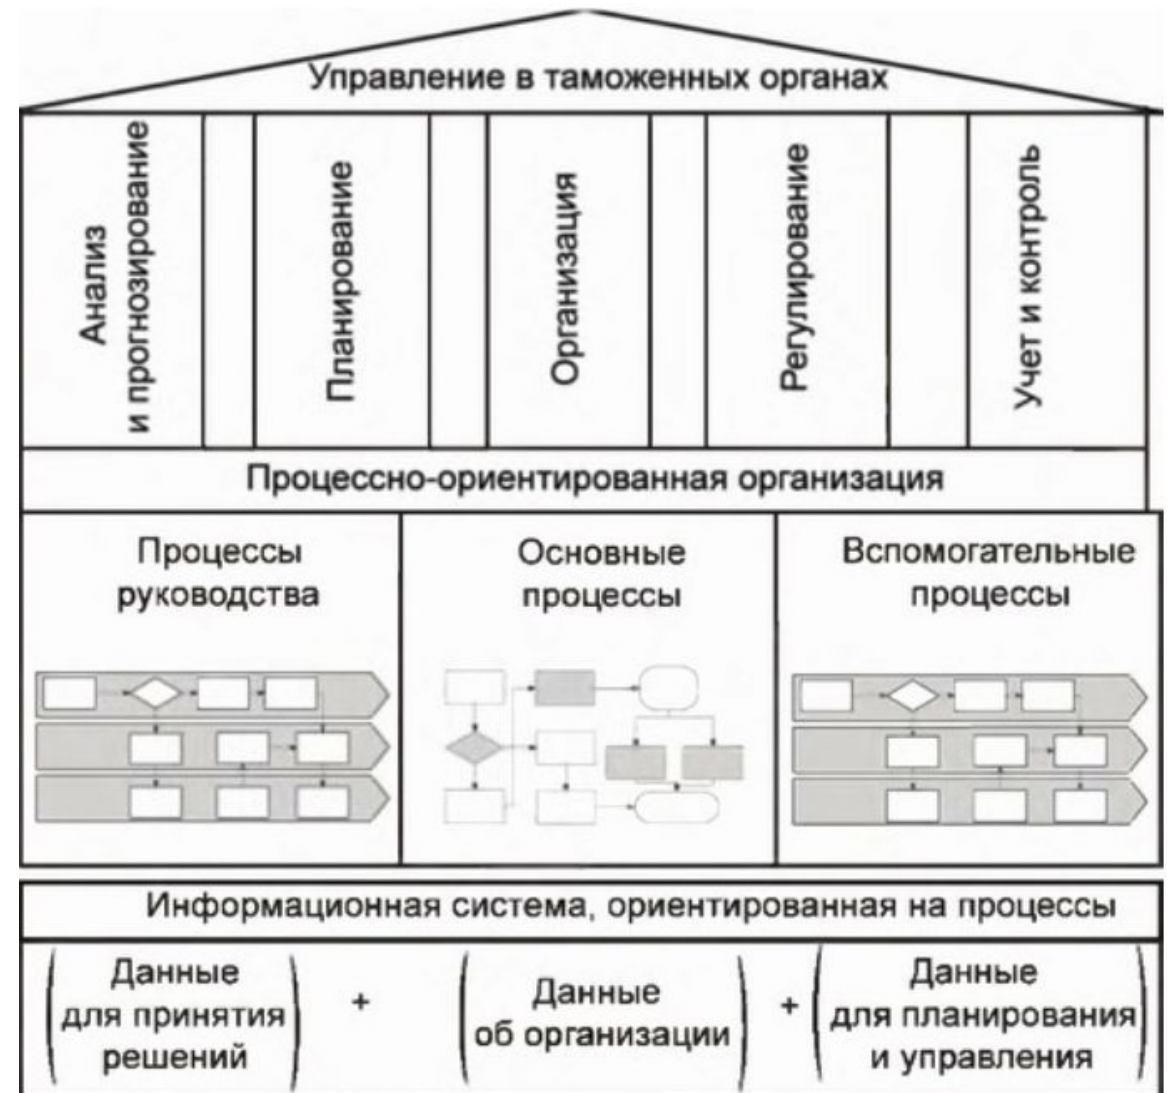 Управление в таможенных органах
Анализ
и прогнозирование
Планирование
Организация
Регулирование
Учет и контроль
Процессно-ориентированная организация
Процессы
руководства
Основные
процессы
Вспомогательные
процессы
Информационная система, ориентированная на процессы
Данные
для принятия
решений
+
Данные
об организации
+
Данные
для планирования
и управления